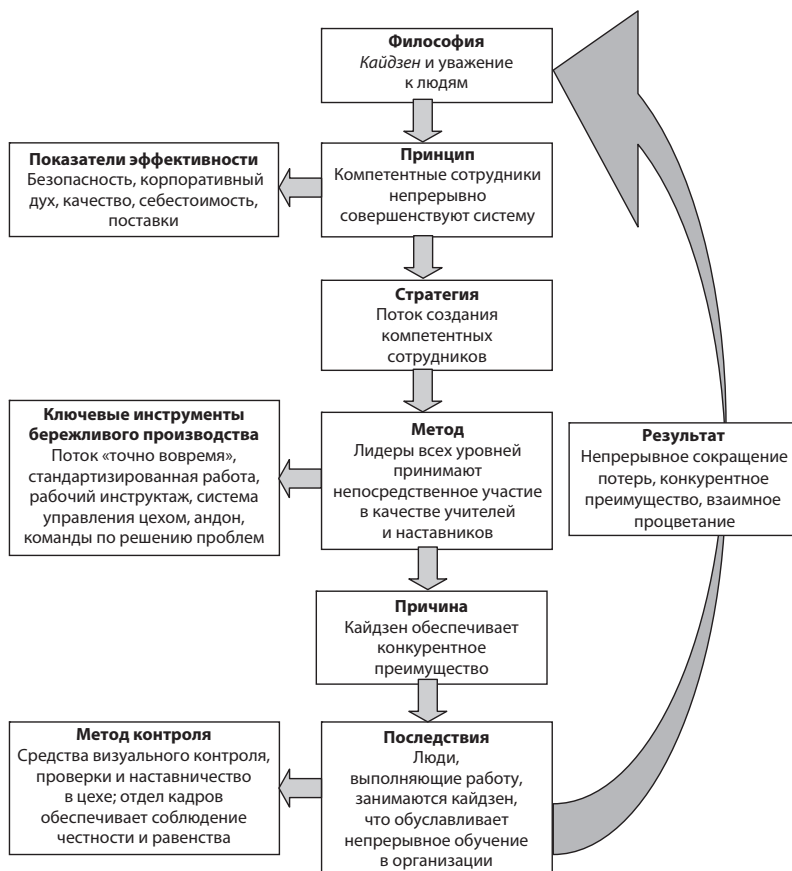 Философия
Кайдзен и уважение
к людям
Показатели эффективности
Безопасность, корпоративный
дух, качество, себестоимость,
поставки
Принцип
Компетентные сотрудники
непрерывно
совершенствуют систему
Стратегия
Поток создания
компетентных
сотрудников
Ключевые инструменты
бережливого производства
Поток «точно вовремя»,
стандартизированная работа,
рабочий инструктаж, система
управления цехом, андон,
команды по решению проблем
Метод
Лидеры всех уровней
принимают
непосредственное участие
в качестве учителей
и наставников
Результат
Непрерывное сокращение
потерь, конкурентное
преимущество, взаимное
процветание
Причина
Кайдзен обеспечивает
конкурентное
преимущество
Метод контроля
Средства визуального контроля,
проверки и наставничество
в цехе; отдел кадров
обеспечивает соблюдение
честности и равенства
Последствия
Люди,
выполняющие работу,
занимаются кайдзен,
что обуславливает
непрерывное обучение
в организации